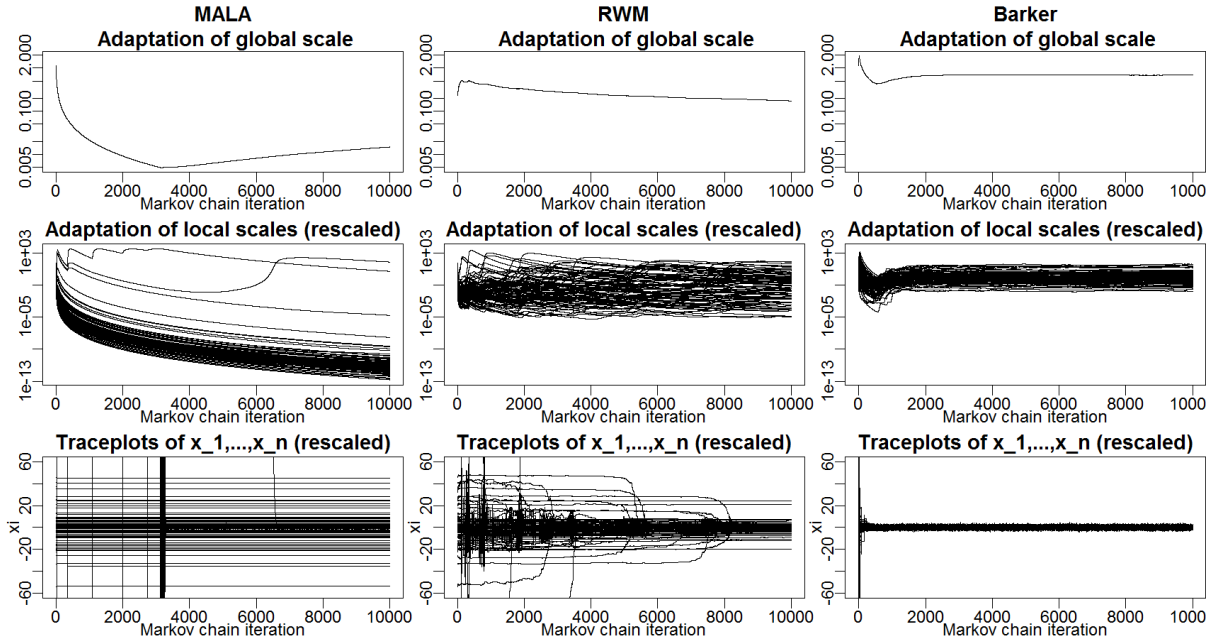 MALA
Adaptation of global scale
2.000
0.100
0.005
0 2000 4000 6000 8000 10000
Markov chain iteration
Adaptation of local scales (rescaled)
1e+03
1e-05
1e-13
0 2000 4000 6000 8000 10000
Markov chain iteration
Traceplots of x_1,...,x_n (rescaled)
xi
60
20
-20
-60
0 2000 4000 6000 8000 10000
Markov chain iteration
RWM
Adaptation of global scale
2.000
0.100
0.005
0 2000 4000 6000 8000 10000
Markov chain iteration
Adaptation of local scales (rescaled)
1e+03
1e-05
1e-13
0 2000 4000 6000 8000 10000
Markov chain iteration
Traceplots of x_1,...,x_n (rescaled)
xi
60
20
-20
-60
0 2000 4000 6000 8000 10000
Markov chain iteration
Barker
Adaptation of global scale
2.000
0.100
0.005
0 2000 4000 6000 8000 1000
Markov chain iteration
Adaptation of local scales (rescaled)
1e+03
1e-05
1e-13
0 2000 4000 6000 8000 1000
Markov chain iteration
Traceplots of x_1,...,x_n (rescaled)
xi
60
20
-20
-60
0 2000 4000 6000 8000 1000
Markov chain iteration